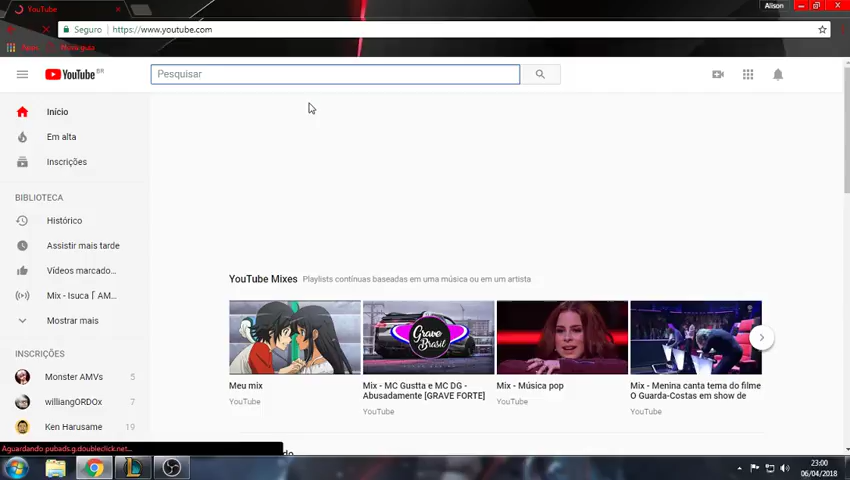 YouTube
Alison
Seguro
https://www.youtube.com
Apps
Nova guia
YouTube BR
Pesquisar
Início
Em alta
Inscrições
BIBLIOTECA
Histórico
Assistir mais tarde
Vídeos marcado...
Mix - Isuca「AM...
Mostrar mais
INSCRIÇÕES
Monster AMVs 5
williangORDOx 7
Ken Harusame 19
YouTube Mixes Playlists contínuas baseadas em uma música ou em um artista
Grave
Brasil
Meu mix
YouTube
Mix - MC Gustta e MC DG -
Abusadamente [GRAVE FORTE]
YouTube
Mix - Música pop
YouTube
Mix - Menina canta tema do filme
O Guarda-Costas em show de
YouTube
Aguardando pubads.g.doubleclick.net...
23:00
06/04/2018